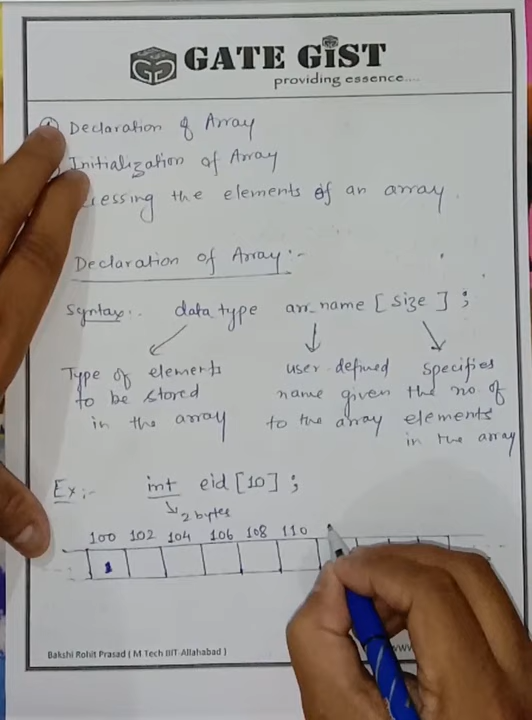 GATE GIST
providing essence....
Declaration of Array
Initialization of Array
cessing the elements of an array.
Declaration of Array :-
Syntax:- data_type arr_name [size] ;
Type of elements to be stored in the array
user-defined name given to the array
specifies the no of elements in the array
Ex:- int eid [10] ;
2 bytes
100 102 104 106 108 110
1
Bakshi Rohit Prasad ( M Tech IIIT-Allahabad )